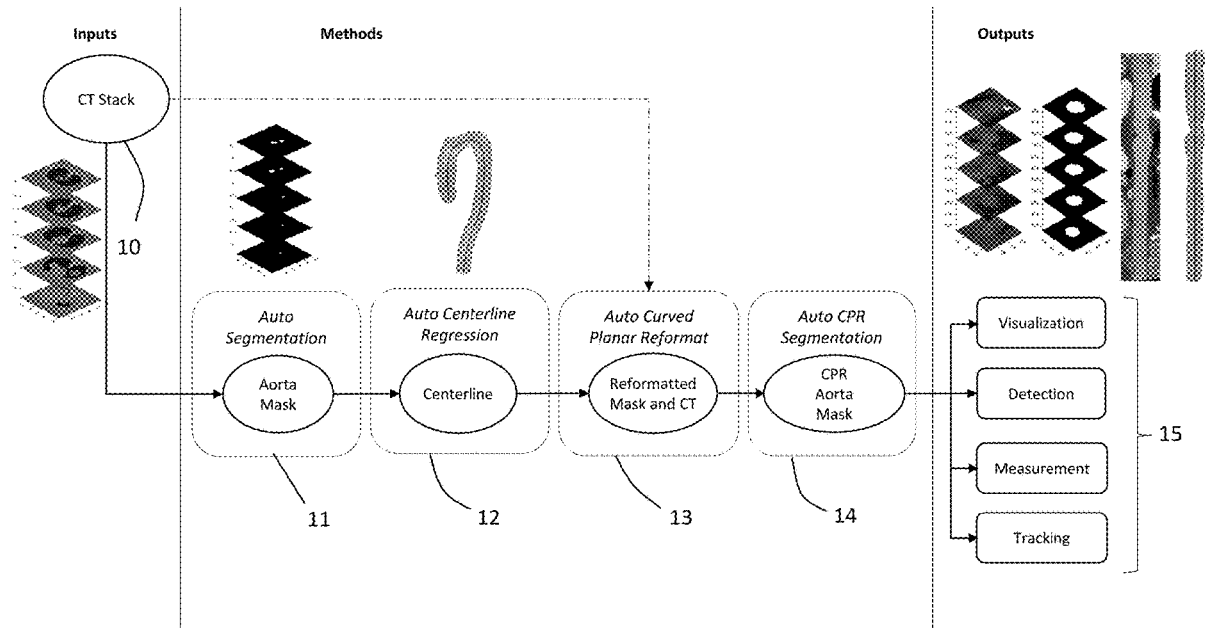 Inputs
Methods
Outputs
CT Stack
10
Auto
Segmentation
Aorta
Mask
11
Auto Centerline
Regression
Centerline
12
Auto Curved
Planar Reformat
Reformatted
Mask and CT
13
Auto CPR
Segmentation
CPR
Aorta
Mask
14
Visualization
Detection
Measurement
Tracking
15